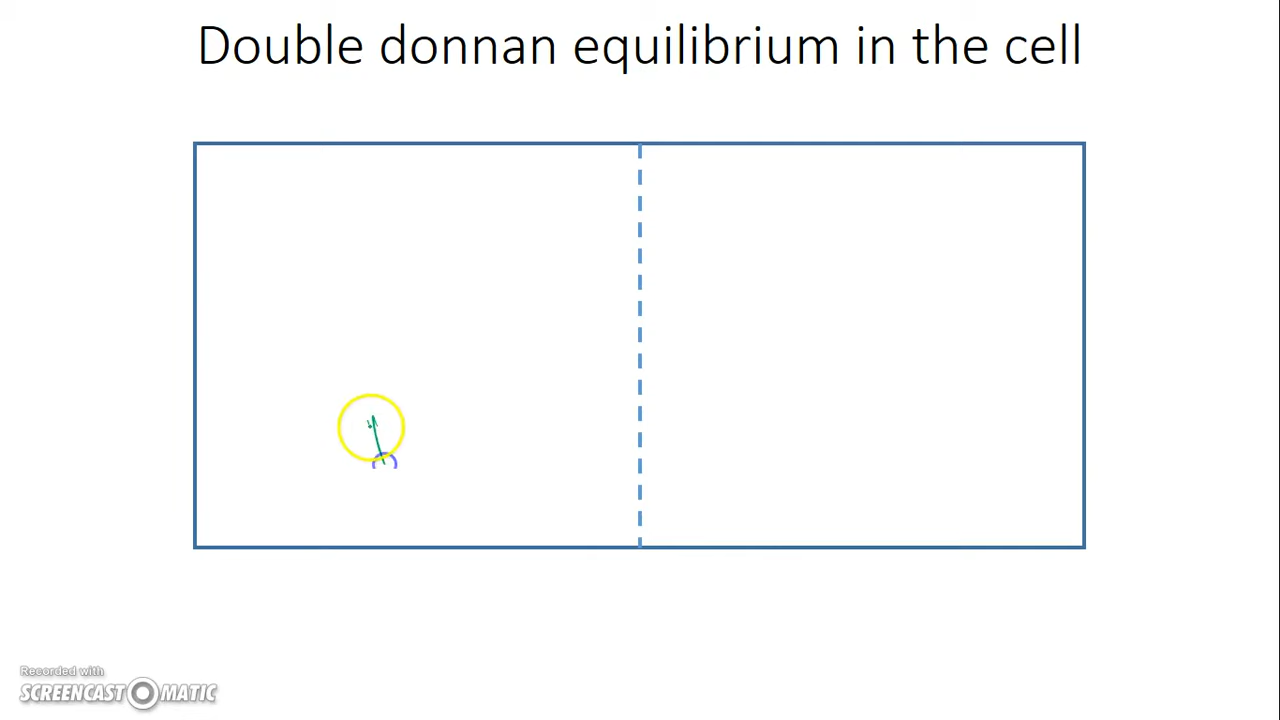 Double donnan equilibrium in the cell
Recorded with
SCREENCAST MATIC